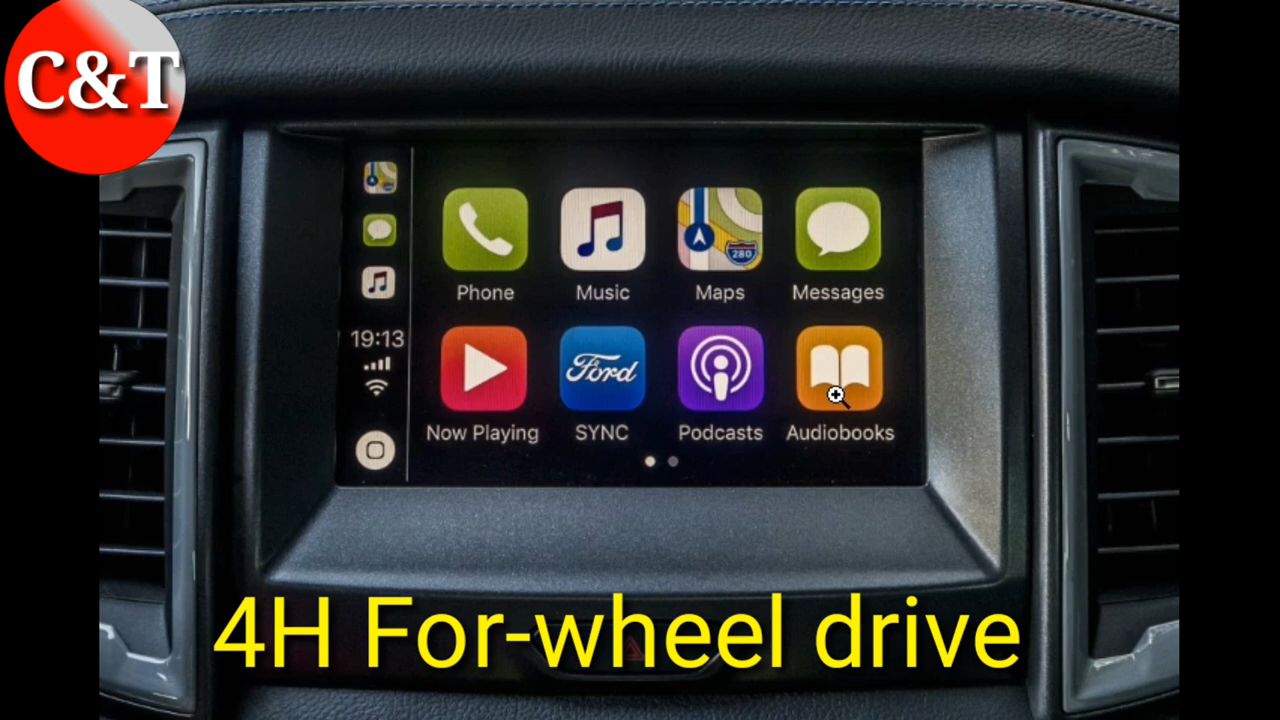 C&T
280
Phone
Music
Maps
Messages
19:13
Ford
Now Playing
SYNC
Podcasts
Audiobooks
4H For-wheel drive